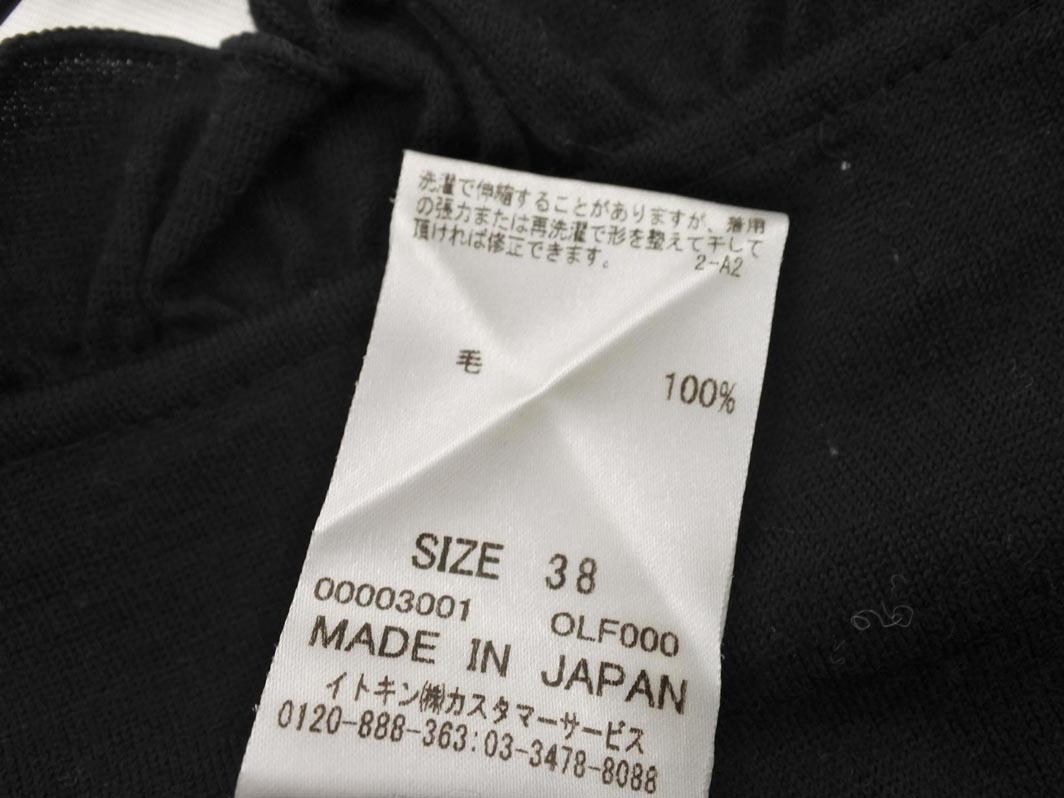 洗濯で伸縮することがありますが、着用
の張力または再洗濯で形を整えて干して
頂ければ修正できます。 2-A2
毛 100%
SIZE 38
00003001 OLF000
MADE IN JAPAN
イトキン㈱カスタマーサービス
0120-888-363:03-3478-8088